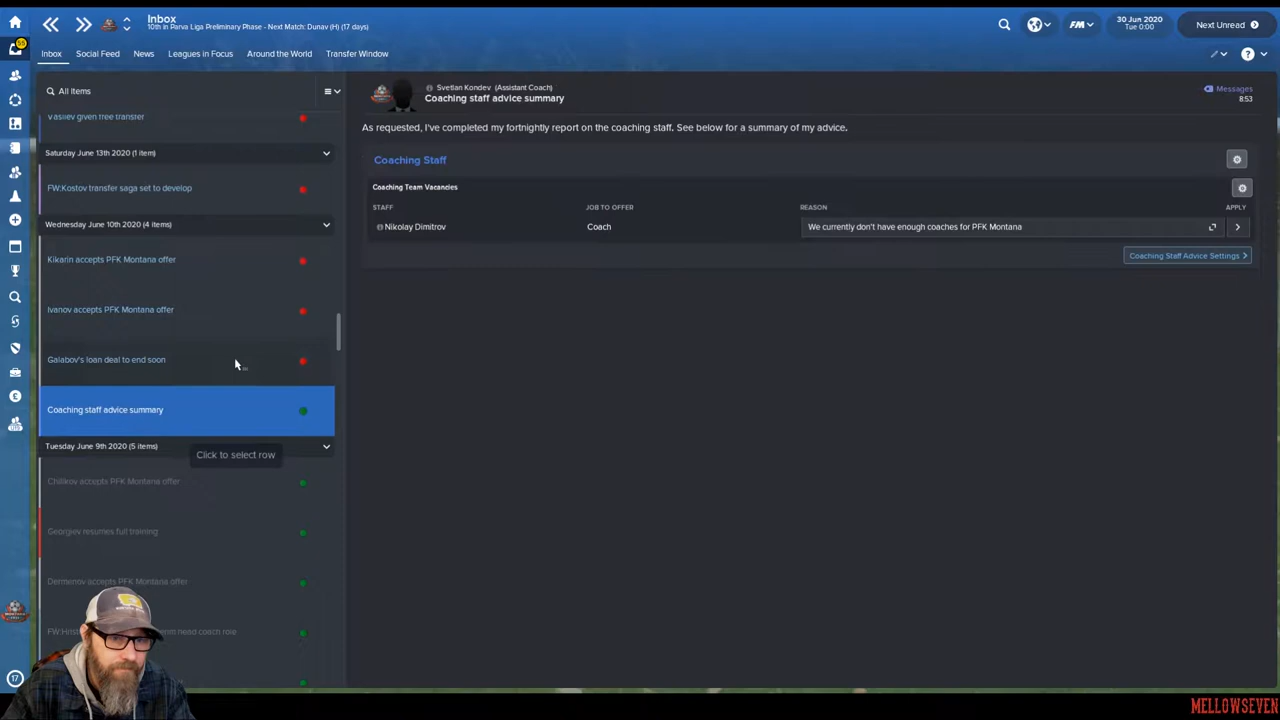 Inbox
10th in Parva Liga Preliminary Phase - Next Match: Dunav (H) (17 days)
FM
30 Jun 2020
Tue 0:00
Next Unread
55
Inbox
Social Feed
News
Leagues in Focus
Around the World
Transfer Window
All Items
Vasilev given free transfer
Saturday June 13th 2020 (1 item)
FW:Kostov transfer saga set to develop
Wednesday June 10th 2020 (4 items)
Kikarin accepts PFK Montana offer
Ivanov accepts PFK Montana offer
Galabov's loan deal to end soon
Coaching staff advice summary
Tuesday June 9th 2020 (5 items)
Click to select row
Chilikov accepts PFK Montana offer
Georgiev resumes full training
Dermenov accepts PFK Montana offer
need coach role
17
Svetlan Kondev (Assistant Coach)
Coaching staff advice summary
Messages
8:53
As requested, I've completed my fortnightly report on the coaching staff. See below for a summary of my advice.
Coaching Staff
Coaching Team Vacancies
STAFF
JOB TO OFFER
REASON
APPLY
Nikolay Dimitrov
Coach
We currently don't have enough coaches for PFK Montana
Coaching Staff Advice Settings
MELLOWSEVEN